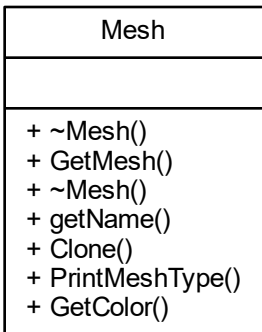 Mesh
+ ~Mesh()
+ GetMesh()
+ ~Mesh()
+ getName()
+ Clone()
+ PrintMeshType()
+ GetColor()